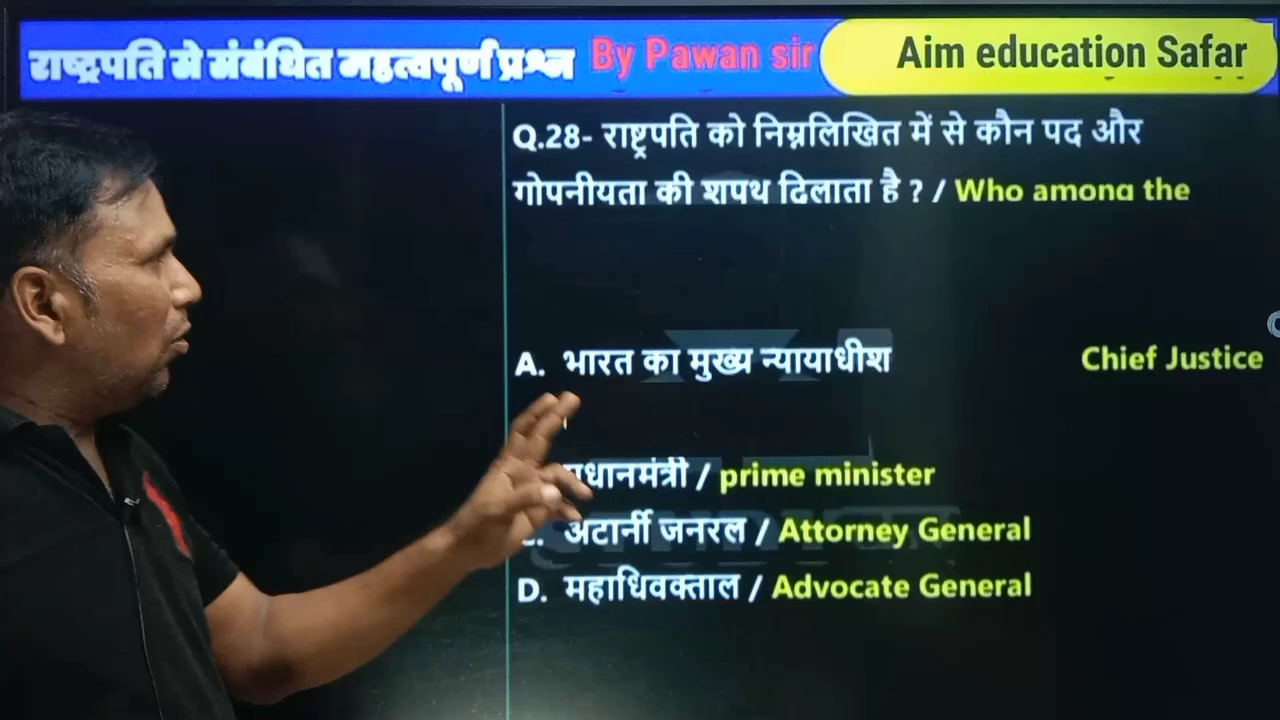 राष्ट्रपति से संबंधित महत्वपूर्ण प्रश्न By Pawan sir Aim education Safar
Q.28- राष्ट्रपति को निम्नलिखित में से कौन पद और
गोपनीयता की शपथ दिलाता है ? / Who among the
A. भारत का मुख्य न्यायाधीश Chief Justice
प्रधानमंत्री / prime minister
C. अटार्नी जनरल / Attorney General
D. महाधिवक्ताल / Advocate General